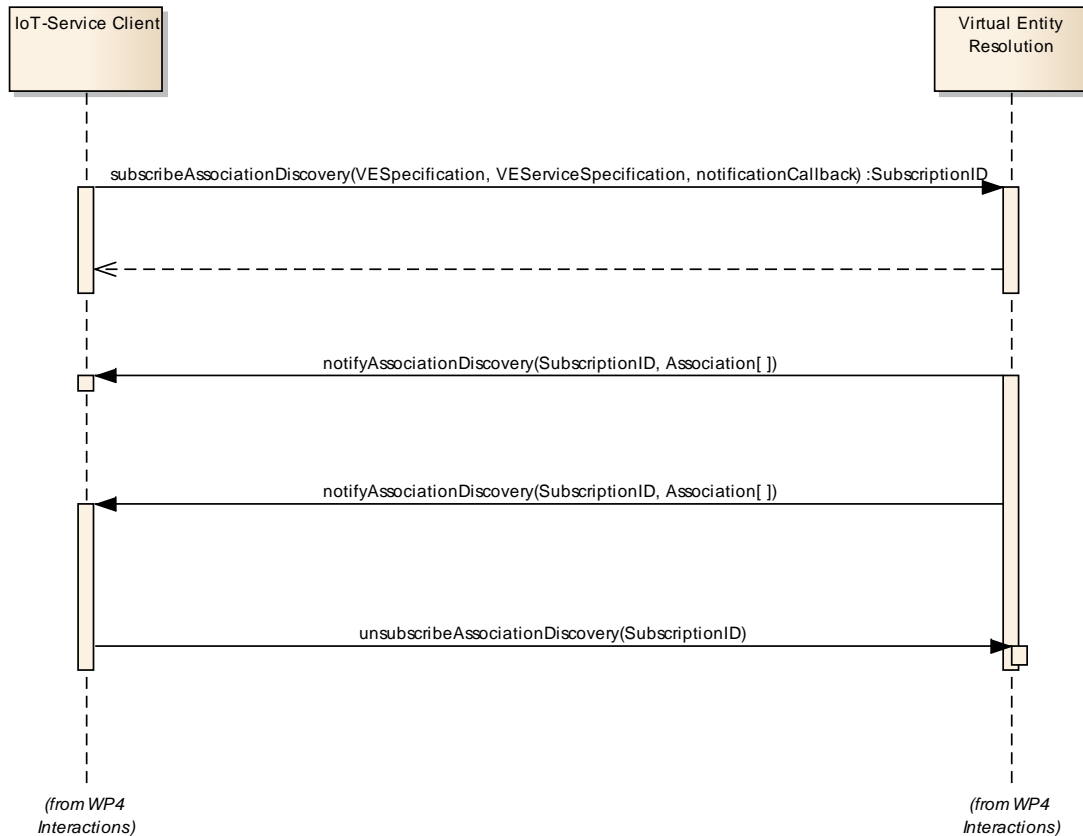 IoT-Service Client
Virtual Entity
Resolution
subscribeAssociationDiscovery(VESpecification, VEServiceSpecification, notificationCallback) :SubscriptionID
notifyAssociationDiscovery(SubscriptionID, Association[ ])
notifyAssociationDiscovery(SubscriptionID, Association[ ])
unsubscribeAssociationDiscovery(SubscriptionID)
(from WP4
Interactions)
(from WP4
Interactions)